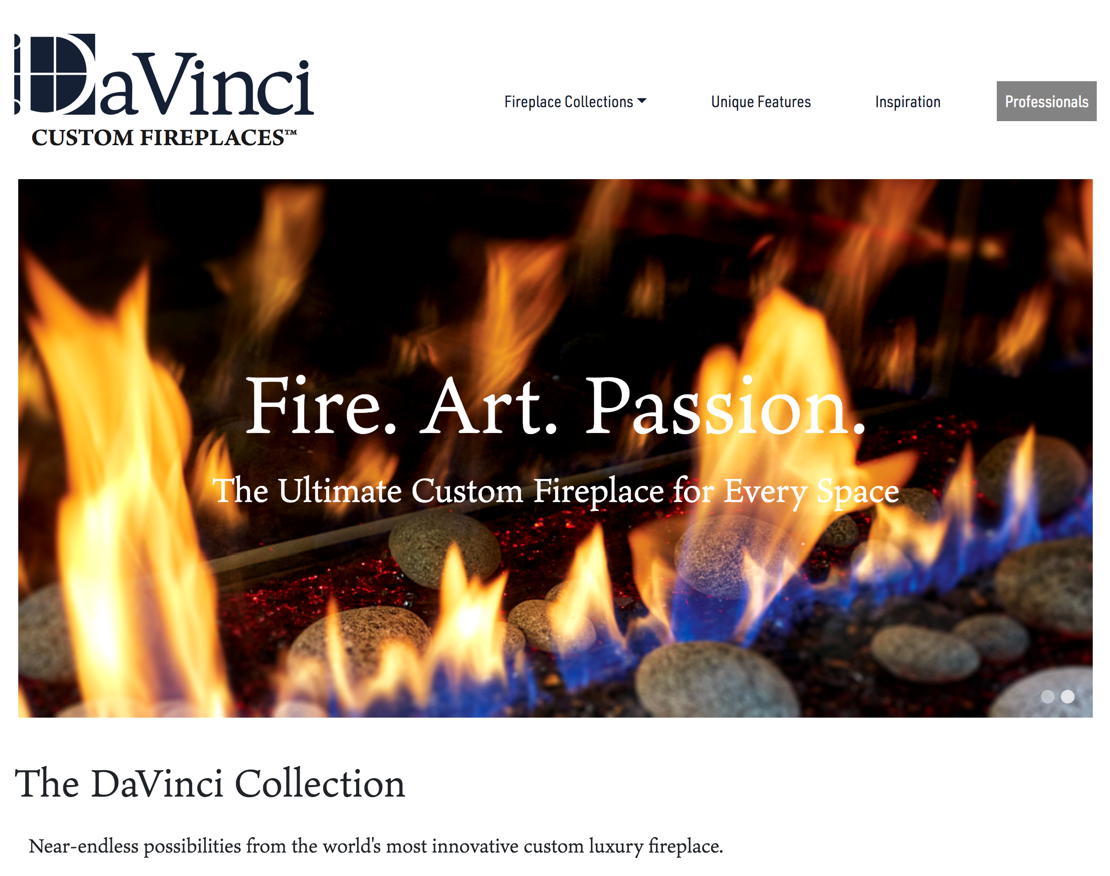 DaVinci
CUSTOM FIREPLACES™
Fireplace Collections
Unique Features
Inspiration
Professionals
Fire. Art. Passion.
The Ultimate Custom Fireplace for Every Space
The DaVinci Collection
Near-endless possibilities from the world's most innovative custom luxury fireplace.